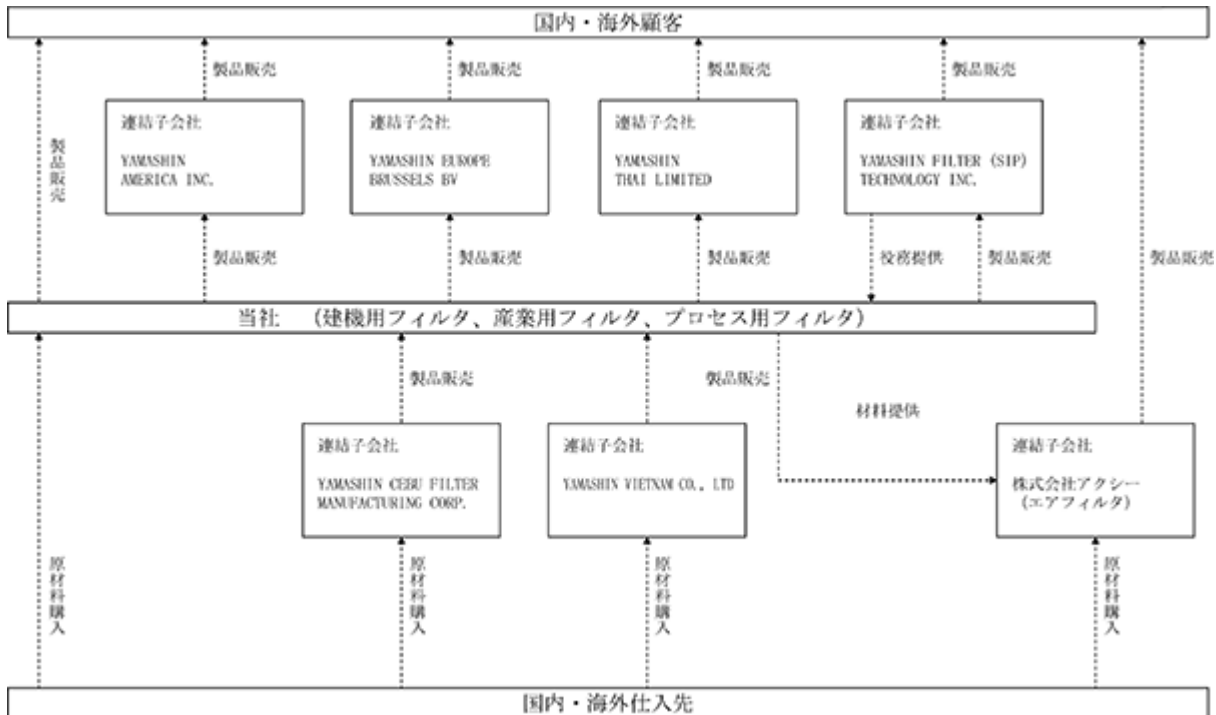 国内・海外顧客
製品販売
製品販売
製品販売
製品販売
製品販売
連結子会社
YAMASHIN
AMERICA INC.
連結子会社
YAMASHIN EUROPE
BRUSSELS BV
連結子会社
YAMASHIN
THAI LIMITED
連結子会社
YAMASHIN FILTER (SIP)
TECHNOLOGY INC.
製品販売
製品販売
製品販売
役務提供
製品販売
製品販売
当社 (建機用フィルタ、産業用フィルタ、プロセス用フィルタ)
製品販売
製品販売
材料提供
連結子会社
YAMASHIN CEBU FILTER
MANUFACTURING CORP.
連結子会社
YAMASHIN VIETNAM CO., LTD
連結子会社
株式会社アクシー
(エアフィルタ)
原材料購入
原材料購入
原材料購入
原材料購入
国内・海外仕入先